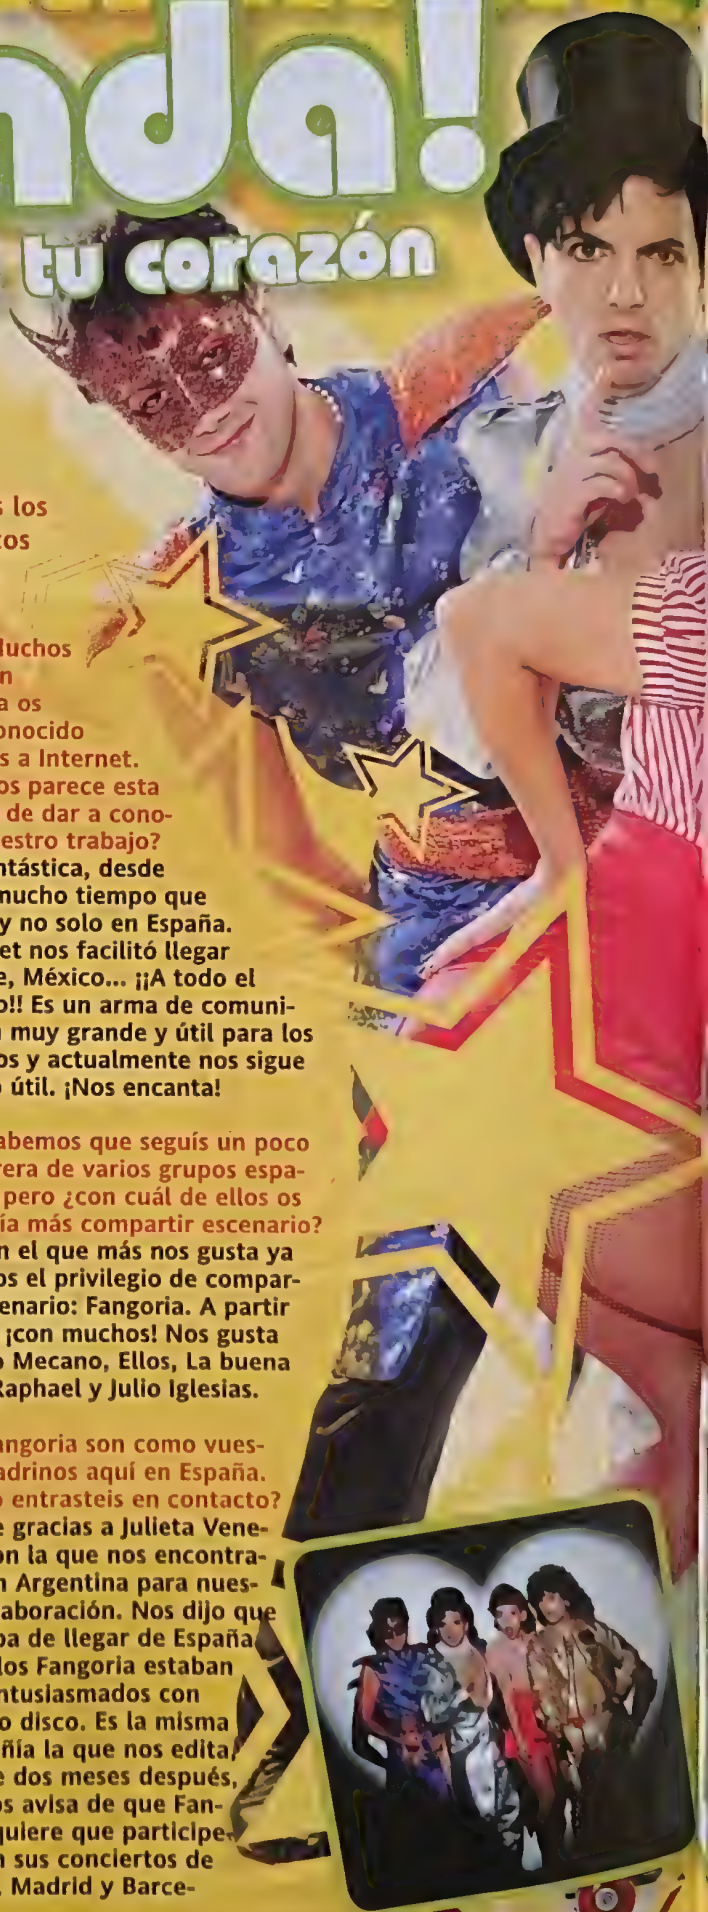 nda!
tu corazón
los
tos
luchos
n
a os
onocido
s a Internet.
os parece esta
de dar a cono-
estro trabajo?
ntástica, desde
mucho tiempo que
y no solo en España.
et nos facilitó llegar
e, México... ¡¡A todo el
o!! Es un arma de comuni-
muy grande y útil para los
os y actualmente nos sigue
o útil. ¡Nos encanta!
abemos que seguís un poco
rera de varios grupos espa-
pero ¿con cuál de ellos os
ía más compartir escenario?
n el que más nos gusta ya
os el privilegio de compar-
enario: Fangoria. A partir
¡con muchos! Nos gusta
o Mecano, Ellos, La buena
Raphael y Julio Iglesias.
angoria son como vues-
adrinos aquí en España.
o entrasteis en contacto?
e gracias a Julieta Vene-
on la que nos encontra-
n Argentina para nues-
aboración. Nos dijo que
ba de llegar de España
los Fangoria estaban
ntusiasmados con
o disco. Es la misma
ñía la que nos edita,
e dos meses después,
os avisa de que Fan-
quiere que participe-
n sus conciertos de
, Madrid y Barce-